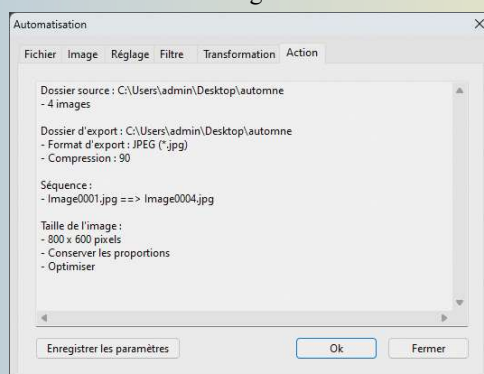 Automatisation
Fichier Image Réglage Filtre Transformation Action
Dossier source : C:\Users\admin\Desktop\automne
- 4 images
Dossier d'export : C:\Users\admin\Desktop\automne
- Format d'export : JPEG (*.jpg)
- Compression : 90
Séquence :
- Image0001.jpg ==> Image0004.jpg
Taille de l'image :
- 800 x 600 pixels
- Conserver les proportions
- Optimiser
Enregistrer les paramètres Ok Fermer